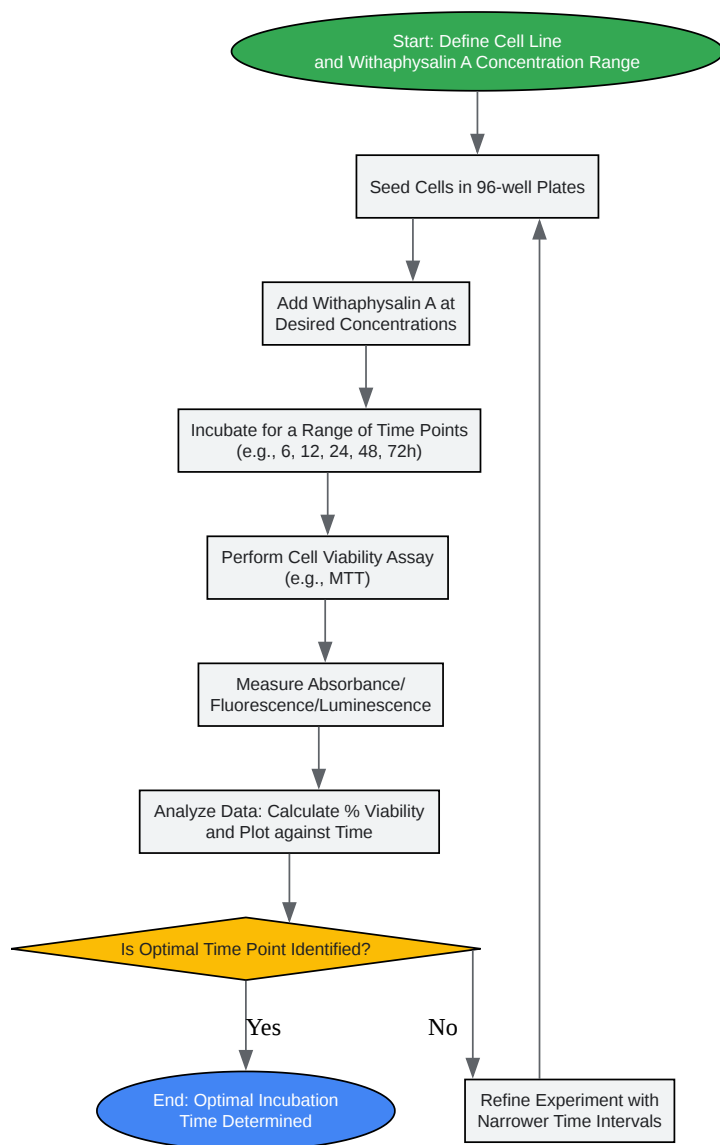 Start: Define Cell Line
and Withaphysalin A Concentration Range
Seed Cells in 96-well Plates
Add Withaphysalin A at
Desired Concentrations
Incubate for a Range of Time Points
(e.g., 6, 12, 24, 48, 72h)
Perform Cell Viability Assay
(e.g., MTT)
Measure Absorbance/
Fluorescence/Luminescence
Analyze Data: Calculate % Viability
and Plot against Time
Is Optimal Time Point Identified?
Yes
No
End: Optimal Incubation
Time Determined
Refine Experiment with
Narrower Time Intervals